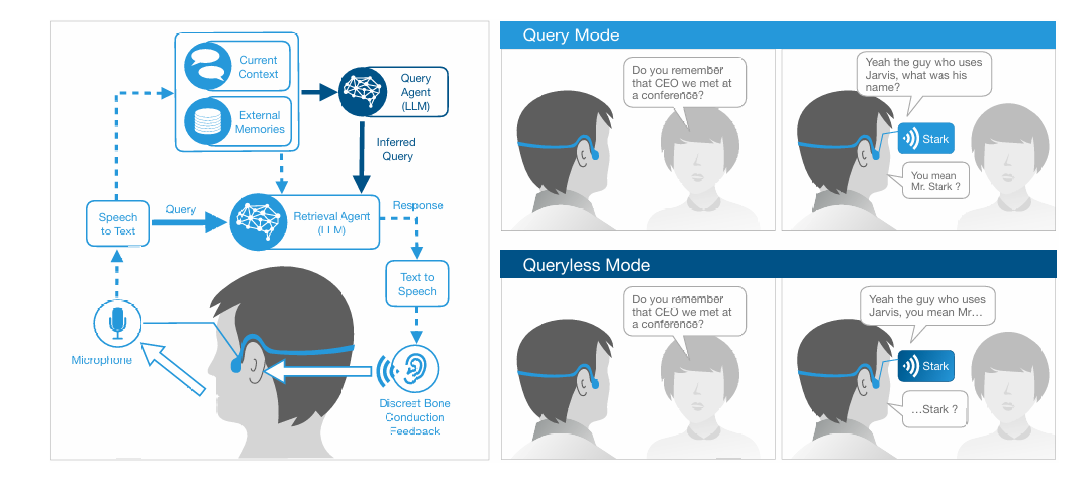 Current
Context
External
Memories
Query
Agent
(LLM)
Inferred
Query
Speech
to Text
Query
Retrieval Agent
(LLM)
Response
Text to
Speech
Microphone
Discreet Bone
Conduction
Feedback
Query Mode
Do you remember
that CEO we met at
a conference?
Yeah the guy who uses
Jarvis, what was his
name?
Stark
You mean
Mr. Stark ?
Queryless Mode
Do you remember
that CEO we met at
a conference?
Yeah the guy who uses
Jarvis, you mean Mr...
Stark
...Stark ?